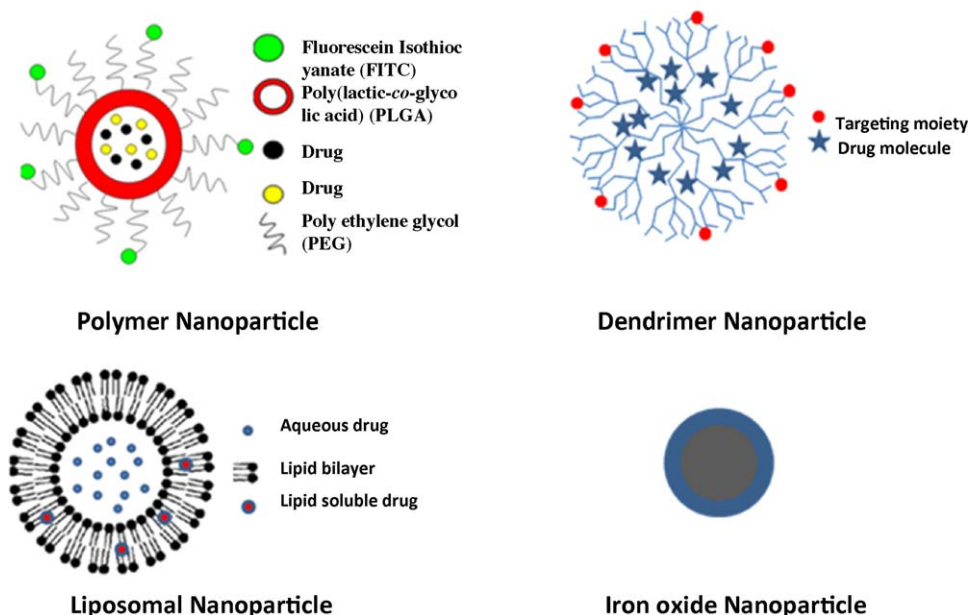 Fluorescein Isothioc
yanate (FITC)
Poly(lactic-co-glyco
lic acid) (PLGA)
Drug
Drug
Poly ethylene glycol
(PEG)
Polymer Nanoparticle
Targeting moiety
Drug molecule
Dendrimer Nanoparticle
Aqueous drug
Lipid bilayer
Lipid soluble drug
Liposomal Nanoparticle
Iron oxide Nanoparticle